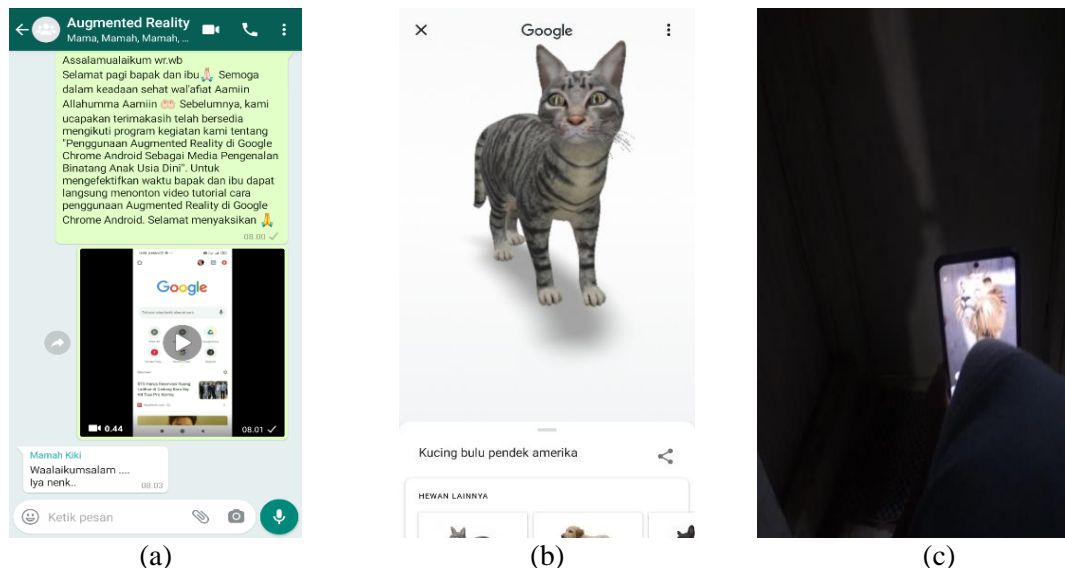 Augmented Reality
Mama, Mamah, Mamah, ...
Assalamualaikum wr.wb
Selamat pagi bapak dan ibu🙏🏻 Semoga
dalam keadaan sehat wal'afiat Aamiin
Allahumma Aamiin 🤲🏻 Sebelumnya, kami
ucapakan terimakasih telah bersedia
mengikuti program kegiatan kami tentang
"Penggunaan Augmented Reality di Google
Chrome Android Sebagai Media Pengenalan
Binatang Anak Usia Dini". Untuk
mengefektifkan waktu bapak dan ibu dapat
langsung menonton video tutorial cara
penggunaan Augmented Reality di Google
Chrome Android. Selamat menyaksikan 🙏
08.00
Google
0.44
08.01
Mamah Kiki
Waalaikumsalam ....
Iya nenk..
08.03
Ketik pesan
(a)
Google
Kucing bulu pendek amerika
HEWAN LAINNYA
(b)
(c)